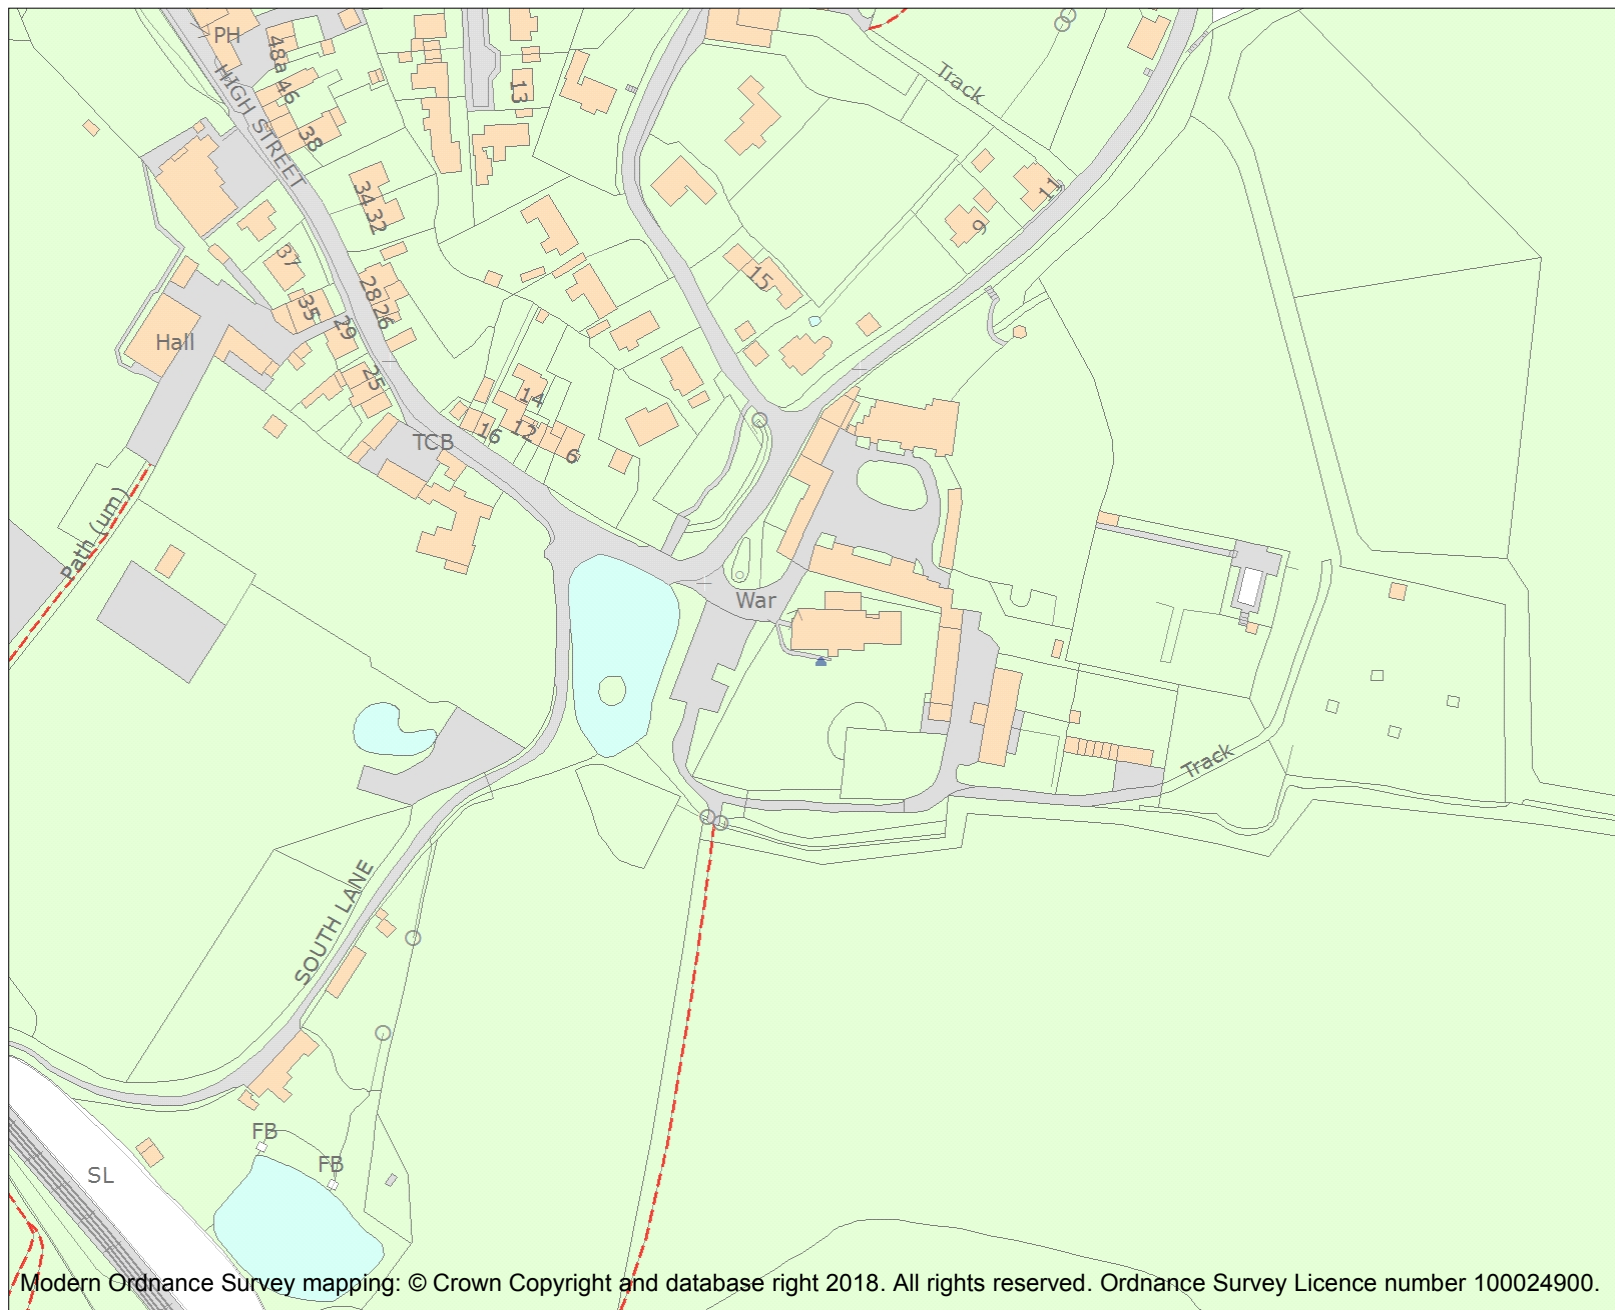 PH
48a
46
HIGH STREET
38
13
Track
34
32
11
9
37
15
28
26
35
29
Hall
25
14
16
12
6
TCB
Path (um)
War
Track
SOUTH LANE
FB
FB
SL
Modern Ordnance Survey mapping: © Crown Copyright and database right 2018. All rights reserved. Ordnance Survey Licence number 100024900.